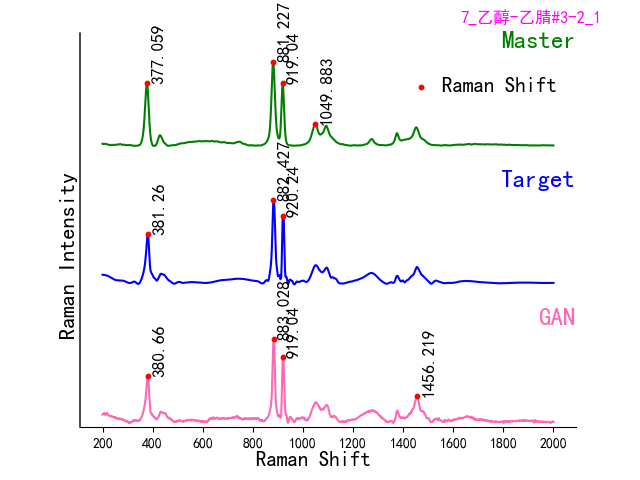 7_乙醇-乙腈#3-2_1
Master
377.059
881.227
919.04
1049.883
Raman Shift
Target
381.26
882.427
920.24
GAN
380.66
883.028
919.04
1456.219
Raman Intensity
200 400 600 800 1000 1200 1400 1600 1800 2000
Raman Shift